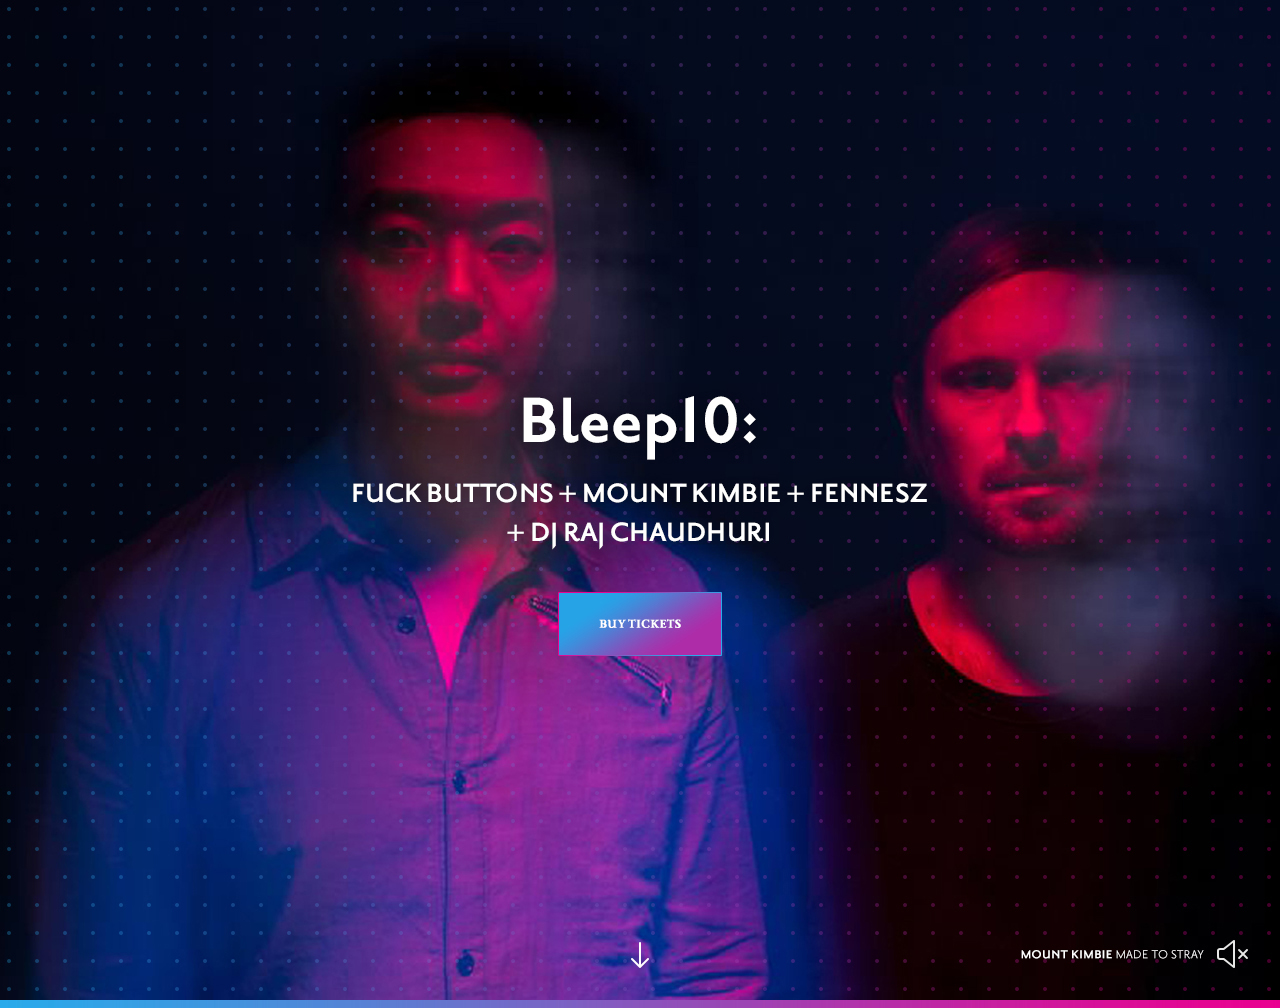 Bleep10:
FUCK BUTTONS + MOUNT KIMBIE + FENNESZ
+ DJ RAJ CHAUDHURI
BUY TICKETS
MOUNT KIMBIE MADE TO STRAY